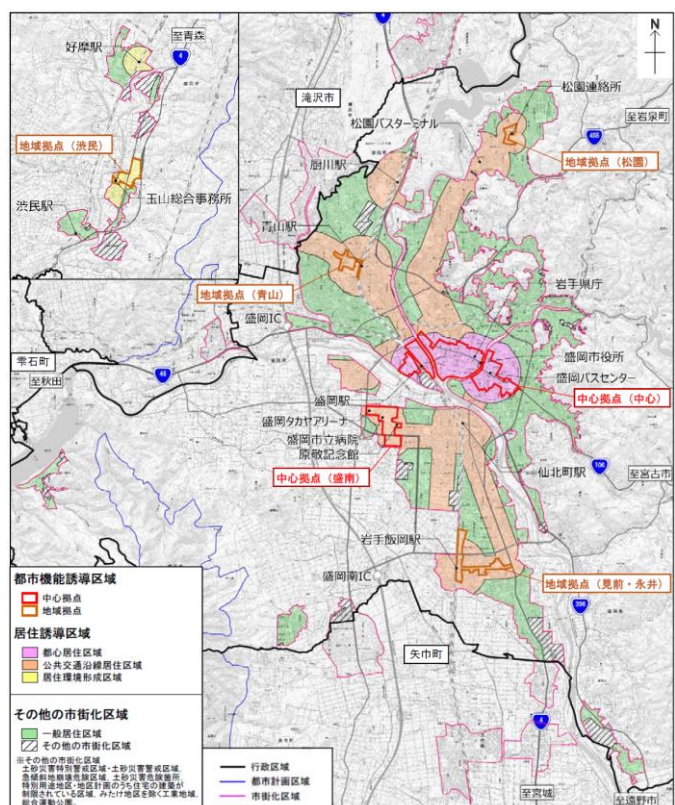 好摩駅
至青森
4
地域拠点（渋民）
玉山総合事務所
渋民駅
4
N
滝沢市
松園連絡所
松園バスターミナル
至岩泉町
455
厨川駅
地域拠点（松園）
青山駅
岩手県庁
地域拠点（青山）
盛岡IC
雫石町
盛岡市役所
46
至秋田
盛岡バスセンター
中心拠点（中心）
盛岡駅
盛岡タカヤアリーナ
盛岡市立病院
原敬記念館
仙北町駅
106
至宮古市
中心拠点（盛南）
岩手飯岡駅
盛岡南IC
地域拠点（見前・永井）
396
矢巾町
4
至宮城
至遠野市
都市機能誘導区域
中心拠点
地域拠点
居住誘導区域
都心居住区域
公共交通沿線居住区域
居住環境形成区域
その他の市街化区域
一般居住区域
その他の市街化区域
※その他の市街化区域
土砂災害特別警戒区域・土砂災害警戒区域、
急傾斜地崩壊危険区域、土砂災害危険箇所、
特別用途地区・地区計画のうち住宅の建築が
制限されている区域、みたけ地区を除く工業地域、
総合運動公園。
行政区域
都市計画区域
市街化区域